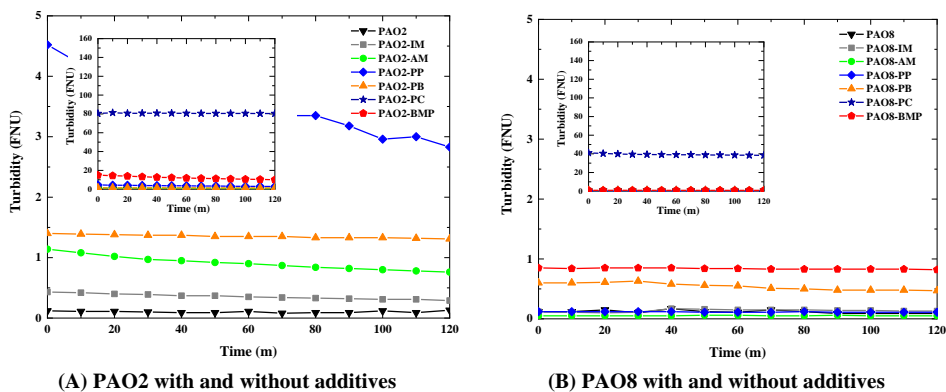 5
4
3
2
1
0
Turbidity (FNU)
0 20 40 60 80 100 120
Time (m)
160
140
120
100
80
60
40
20
0
Turbidity (FNU)
0 20 40 60 80 100 120
Time (m)
PAO2
PAO2-IM
PAO2-AM
PAO2-PP
PAO2-PB
PAO2-PC
PAO2-BMP
(A) PAO2 with and without additives
5
4
3
2
1
0
Turbidity (FNU)
0 20 40 60 80 100 120
Time (m)
160
140
120
100
80
60
40
20
0
Turbidity (FNU)
0 20 40 60 80 100 120
Time (m)
PAO8
PAO8-IM
PAO8-AM
PAO8-PP
PAO8-PB
PAO8-PC
PAO8-BMP
(B) PAO8 with and without additives